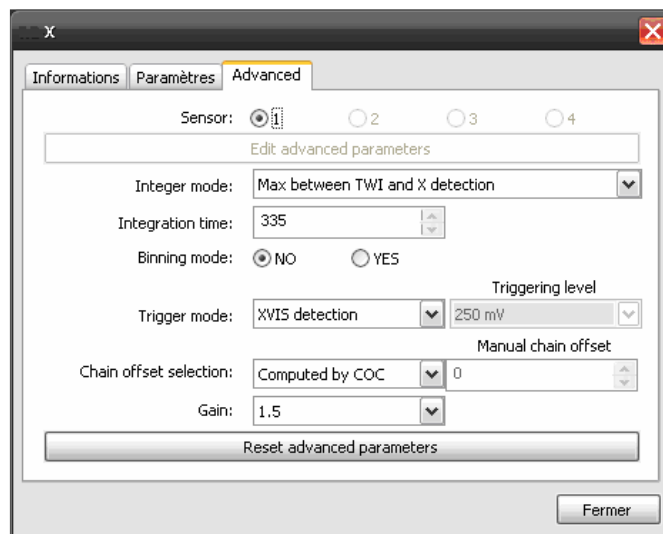 X
Informations Paramètres Advanced
Sensor: 1 2 3 4
Edit advanced parameters
Integer mode: Max between TWI and X detection
Integration time: 335
Binning mode: NO YES
Triggering level
Trigger mode: XVIS detection 250 mV
Manual chain offset
Chain offset selection: Computed by COC 0
Gain: 1.5
Reset advanced parameters
Fermer